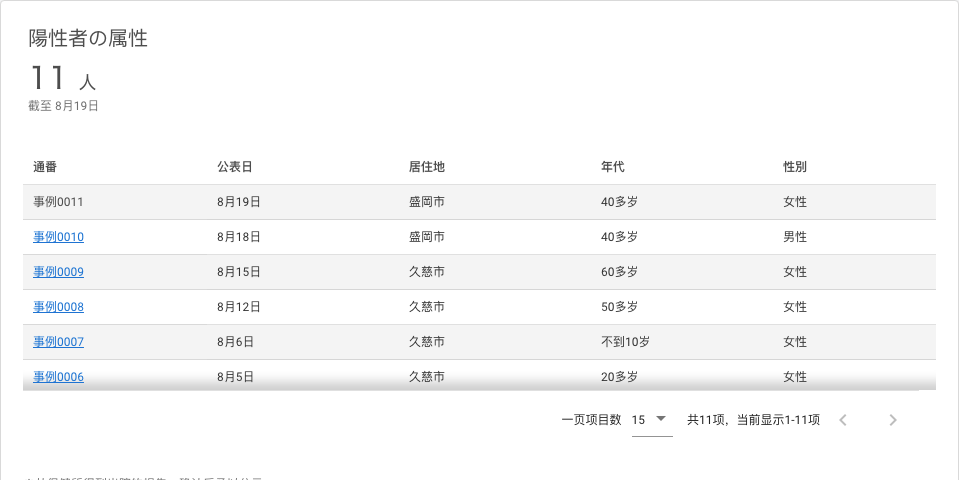 陽性者の属性
11 人
截至 8月19日
通番 公表日 居住地 年代 性別
事例0011 8月19日 盛岡市 40多岁 女性
事例0010 8月18日 盛岡市 40多岁 男性
事例0009 8月15日 久慈市 60多岁 女性
事例0008 8月12日 久慈市 50多岁 女性
事例0007 8月6日 久慈市 不到10岁 女性
事例0006 8月5日 久慈市 20多岁 女性
一页项目数 15 共11项，当前显示1-11项